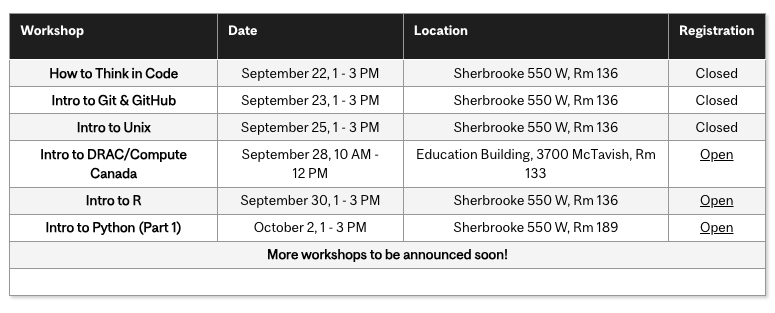 Workshop Date Location Registration
How to Think in Code September 22, 1 - 3 PM Sherbrooke 550 W, Rm 136 Closed
Intro to Git & GitHub September 23, 1 - 3 PM Sherbrooke 550 W, Rm 136 Closed
Intro to Unix September 25, 1 - 3 PM Sherbrooke 550 W, Rm 136 Closed
Intro to DRAC/Compute September 28, 10 AM - Education Building, 3700 McTavish, Rm Open
Canada 12 PM 133
Intro to R September 30, 1 - 3 PM Sherbrooke 550 W, Rm 136 Open
Intro to Python (Part 1) October 2, 1 - 3 PM Sherbrooke 550 W, Rm 189 Open
More workshops to be announced soon!